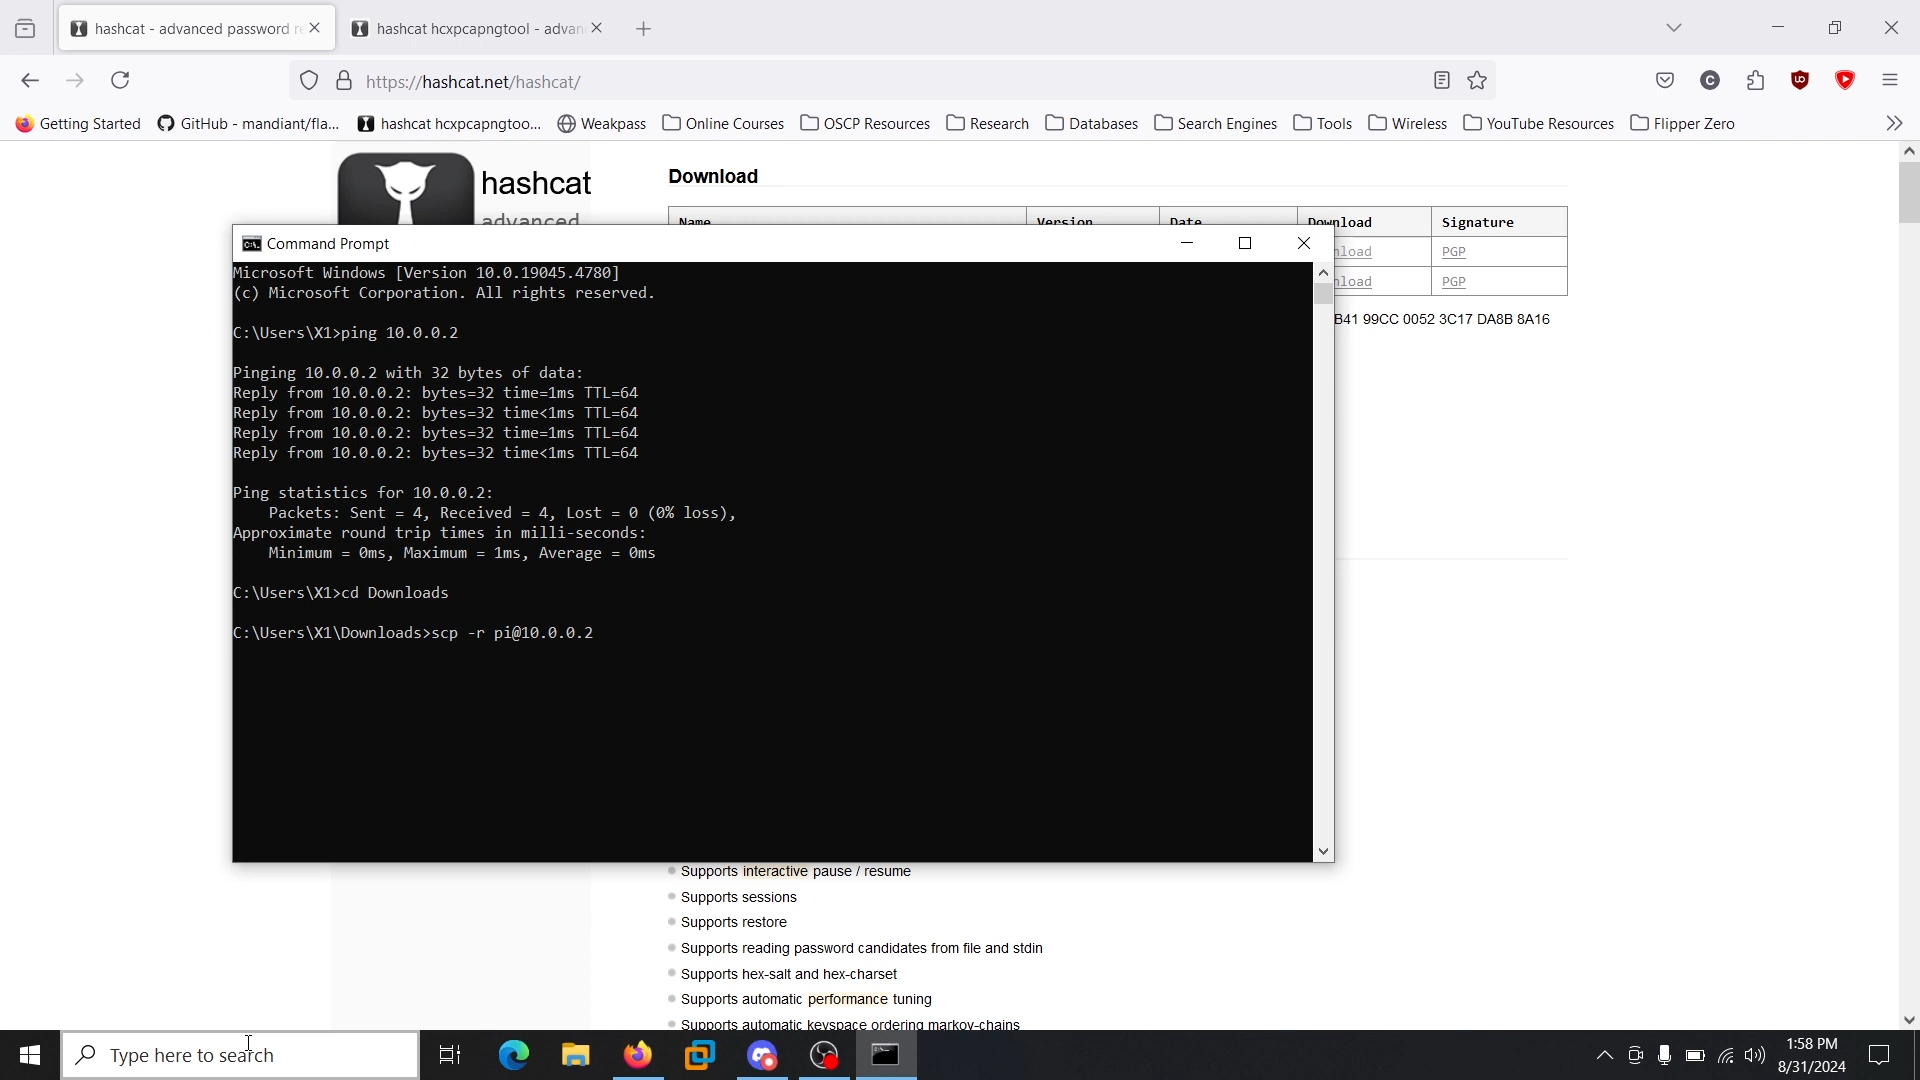 hashcat - advanced password re
hashcat hcxpcapngtool - advan
https://hashcat.net/hashcat/
Getting Started
GitHub - mandiant/fla...
hashcat hcxpcapngtoo...
Weakpass
Online Courses
OSCP Resources
Research
Databases
Search Engines
Tools
Wireless
YouTube Resources
Flipper Zero
hashcat
advanced
Download
Name Version Date Download Signature
nload PGP
nload PGP
B41 99CC 0052 3C17 DA8B 8A16
Command Prompt
Microsoft Windows [Version 10.0.19045.4780]
(c) Microsoft Corporation. All rights reserved.
C:\Users\X1>ping 10.0.0.2
Pinging 10.0.0.2 with 32 bytes of data:
Reply from 10.0.0.2: bytes=32 time=1ms TTL=64
Reply from 10.0.0.2: bytes=32 time<1ms TTL=64
Reply from 10.0.0.2: bytes=32 time=1ms TTL=64
Reply from 10.0.0.2: bytes=32 time<1ms TTL=64
Ping statistics for 10.0.0.2:
Packets: Sent = 4, Received = 4, Lost = 0 (0% loss),
Approximate round trip times in milli-seconds:
Minimum = 0ms, Maximum = 1ms, Average = 0ms
C:\Users\X1>cd Downloads
C:\Users\X1\Downloads>scp -r pi@10.0.0.2
Supports interactive pause / resume
Supports sessions
Supports restore
Supports reading password candidates from file and stdin
Supports hex-salt and hex-charset
Supports automatic performance tuning
Supports automatic keyspace ordering markov-chains
Type here to search
1:58 PM
8/31/2024